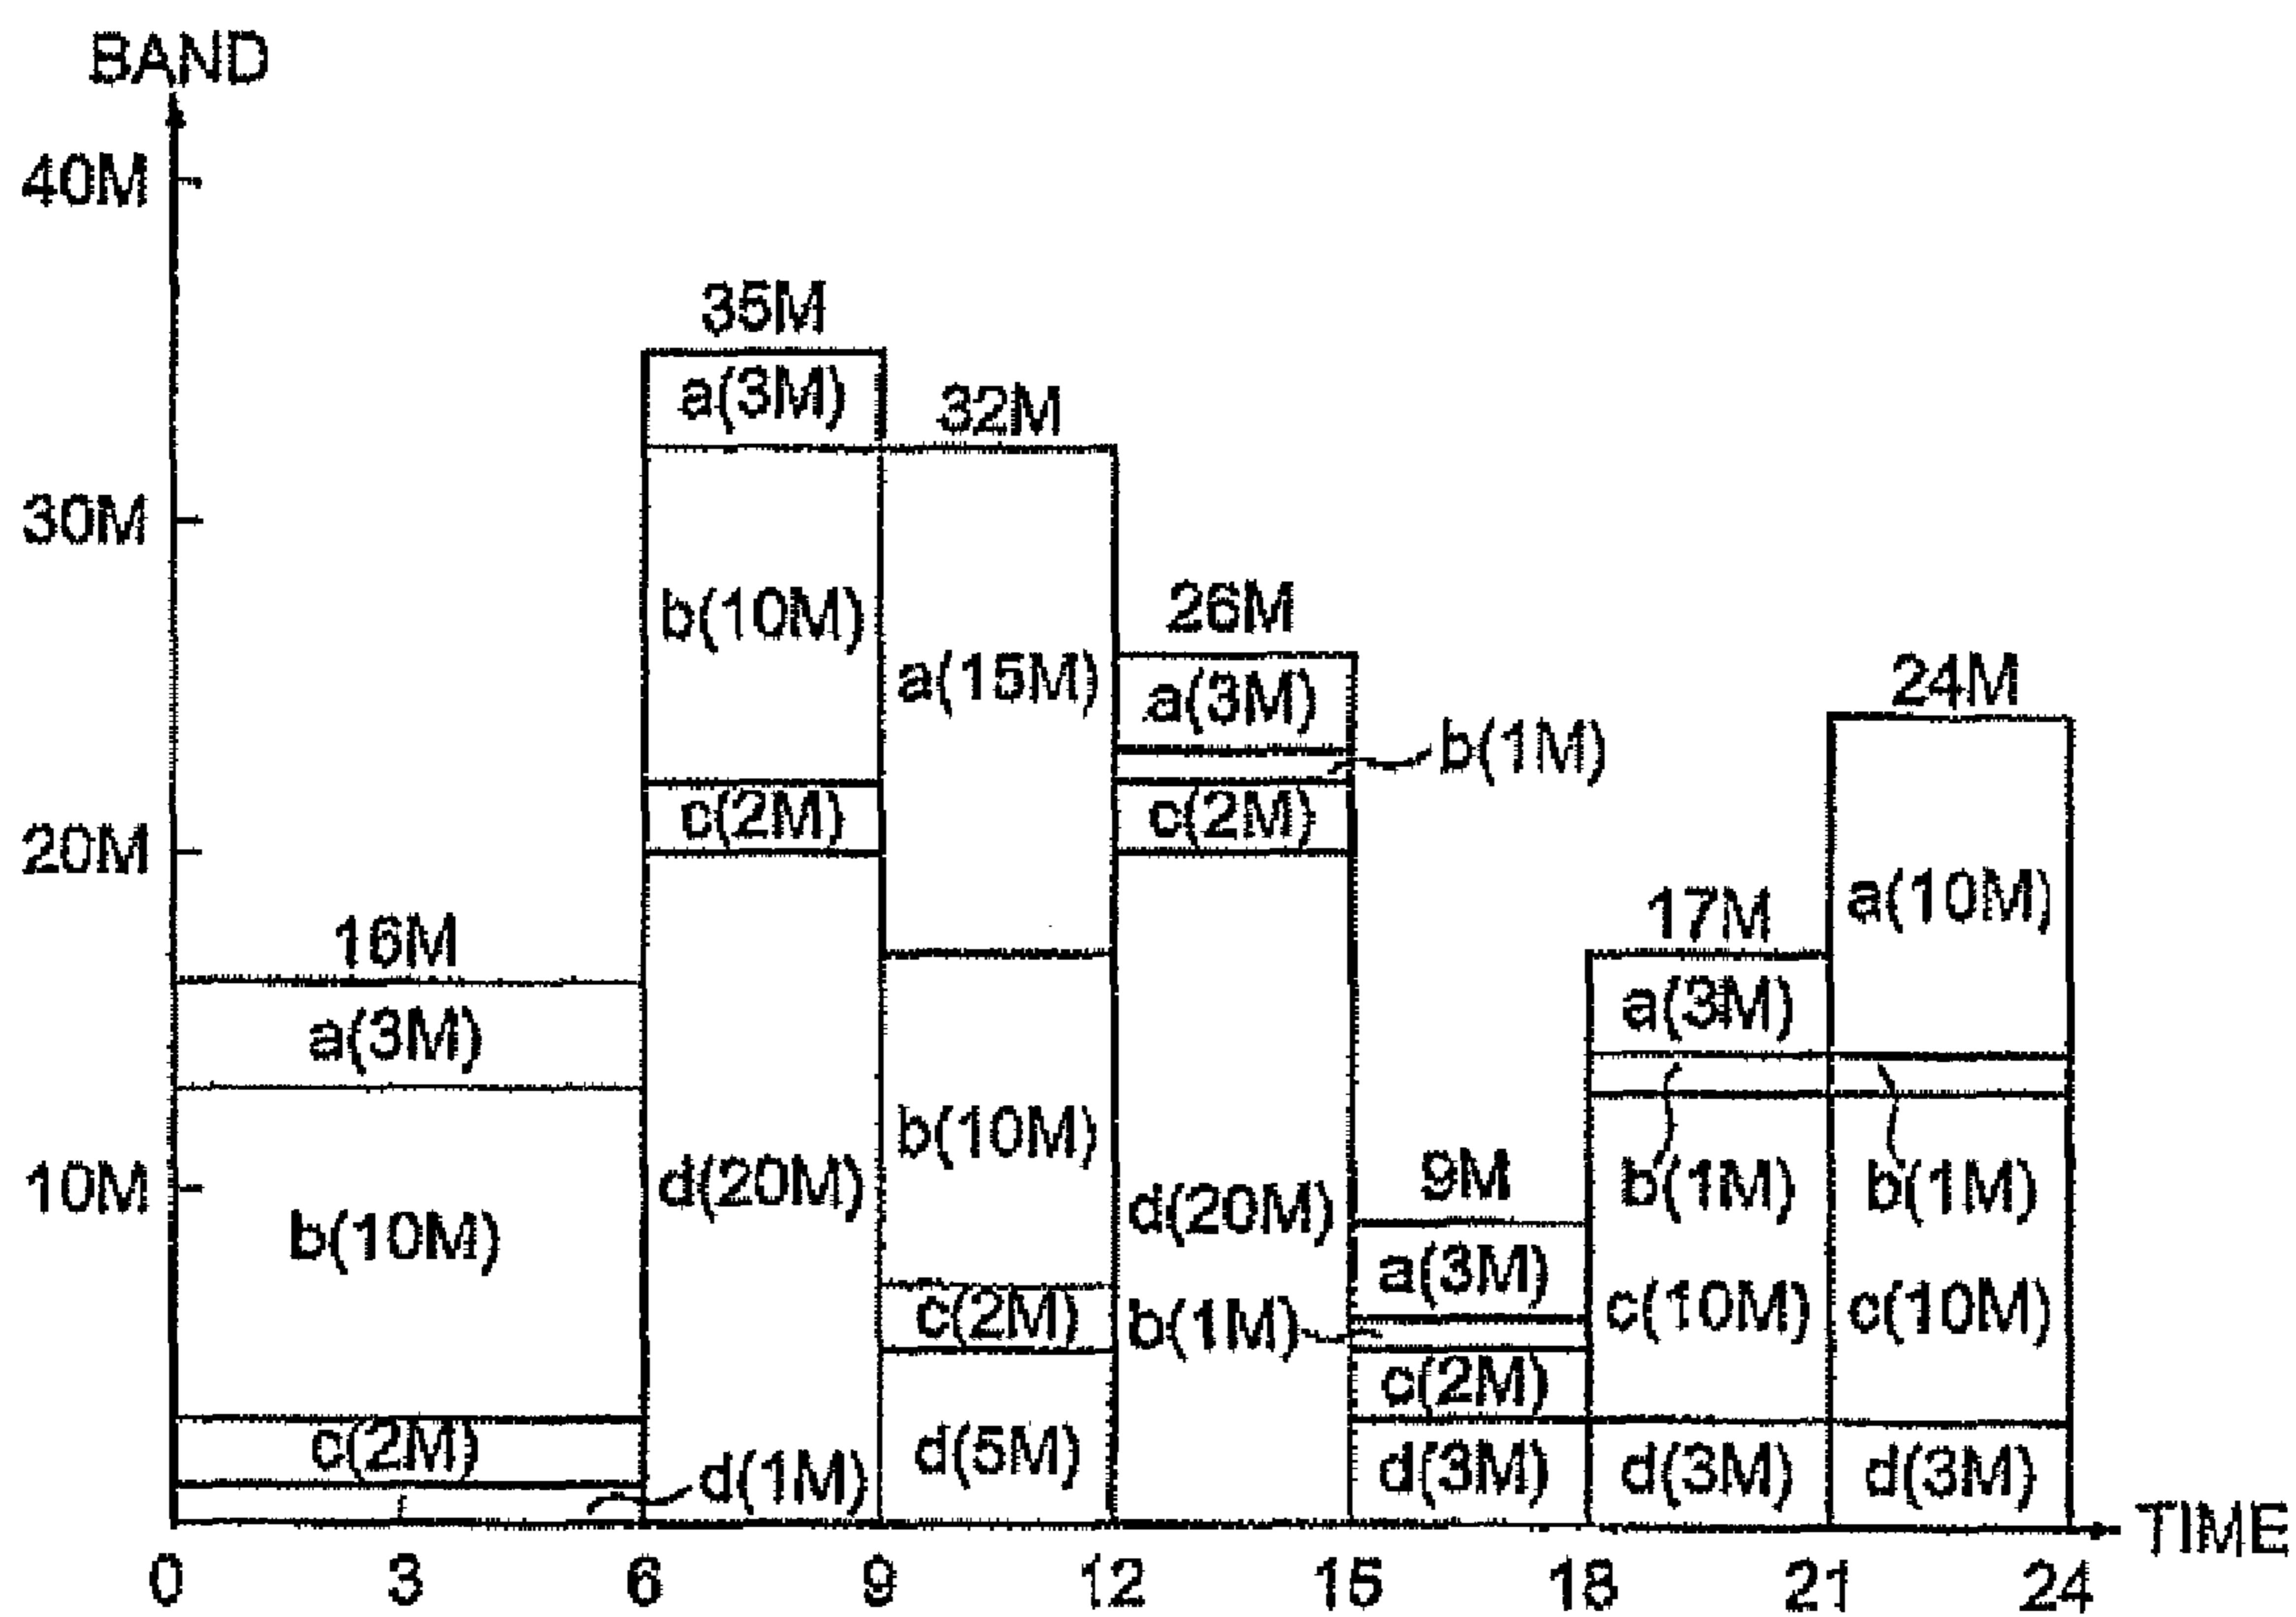 BAND
40M
35M
a(3M)
32M
30M
b(10M)
26M
a(15M)
a(3M)
24M
b(1M)
c(2M)
c(2M)
20M
a(10M)
17M
16M
a(3M)
a(3M)
b(10M)
9M
10M
d(20M)
d(20M)
b(1M)
b(1M)
b(10M)
a(3M)
c(2M)
b(1M)
c(10M)
c(10M)
c(2M)
c(2M)
d(1M)
d(5M)
d(3M)
d(3M)
d(3M)
TIME
0 3 6 9 12 15 18 21 24